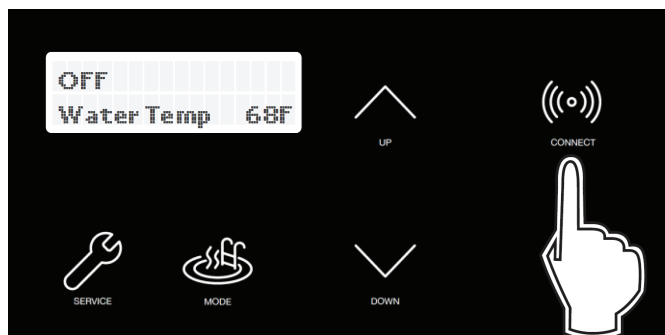 OFF
Water Temp 68F
UP
CONNECT
SERVICE
MODE
DOWN